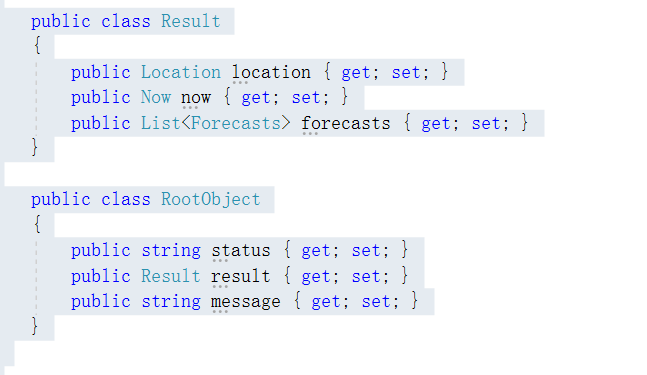 public class Result
{
public Location location { get; set; }
public Now now { get; set; }
public List<Forecasts> forecasts { get; set; }
}
public class RootObject
{
public string status { get; set; }
public Result result { get; set; }
public string message { get; set; }
}